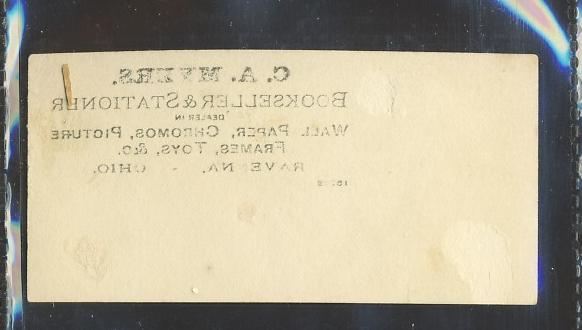 C.A. MYERS.
BOOKSELLER & STATIONER
DEALER IN
WALL PAPER, CHROMOS, PICTURE
FRAMES, TOYS, &C.
RAVENNA, - OHIO.